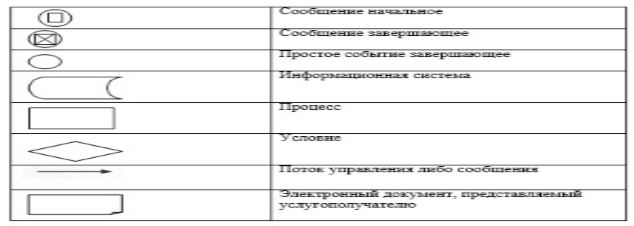 Сообщение начальное
Сообщение завершающее
Простое событие завершающее
Информационная система
Процесс
Условие
Поток управления либо сообщения
Электронный документ, представляемый
услугополучателю